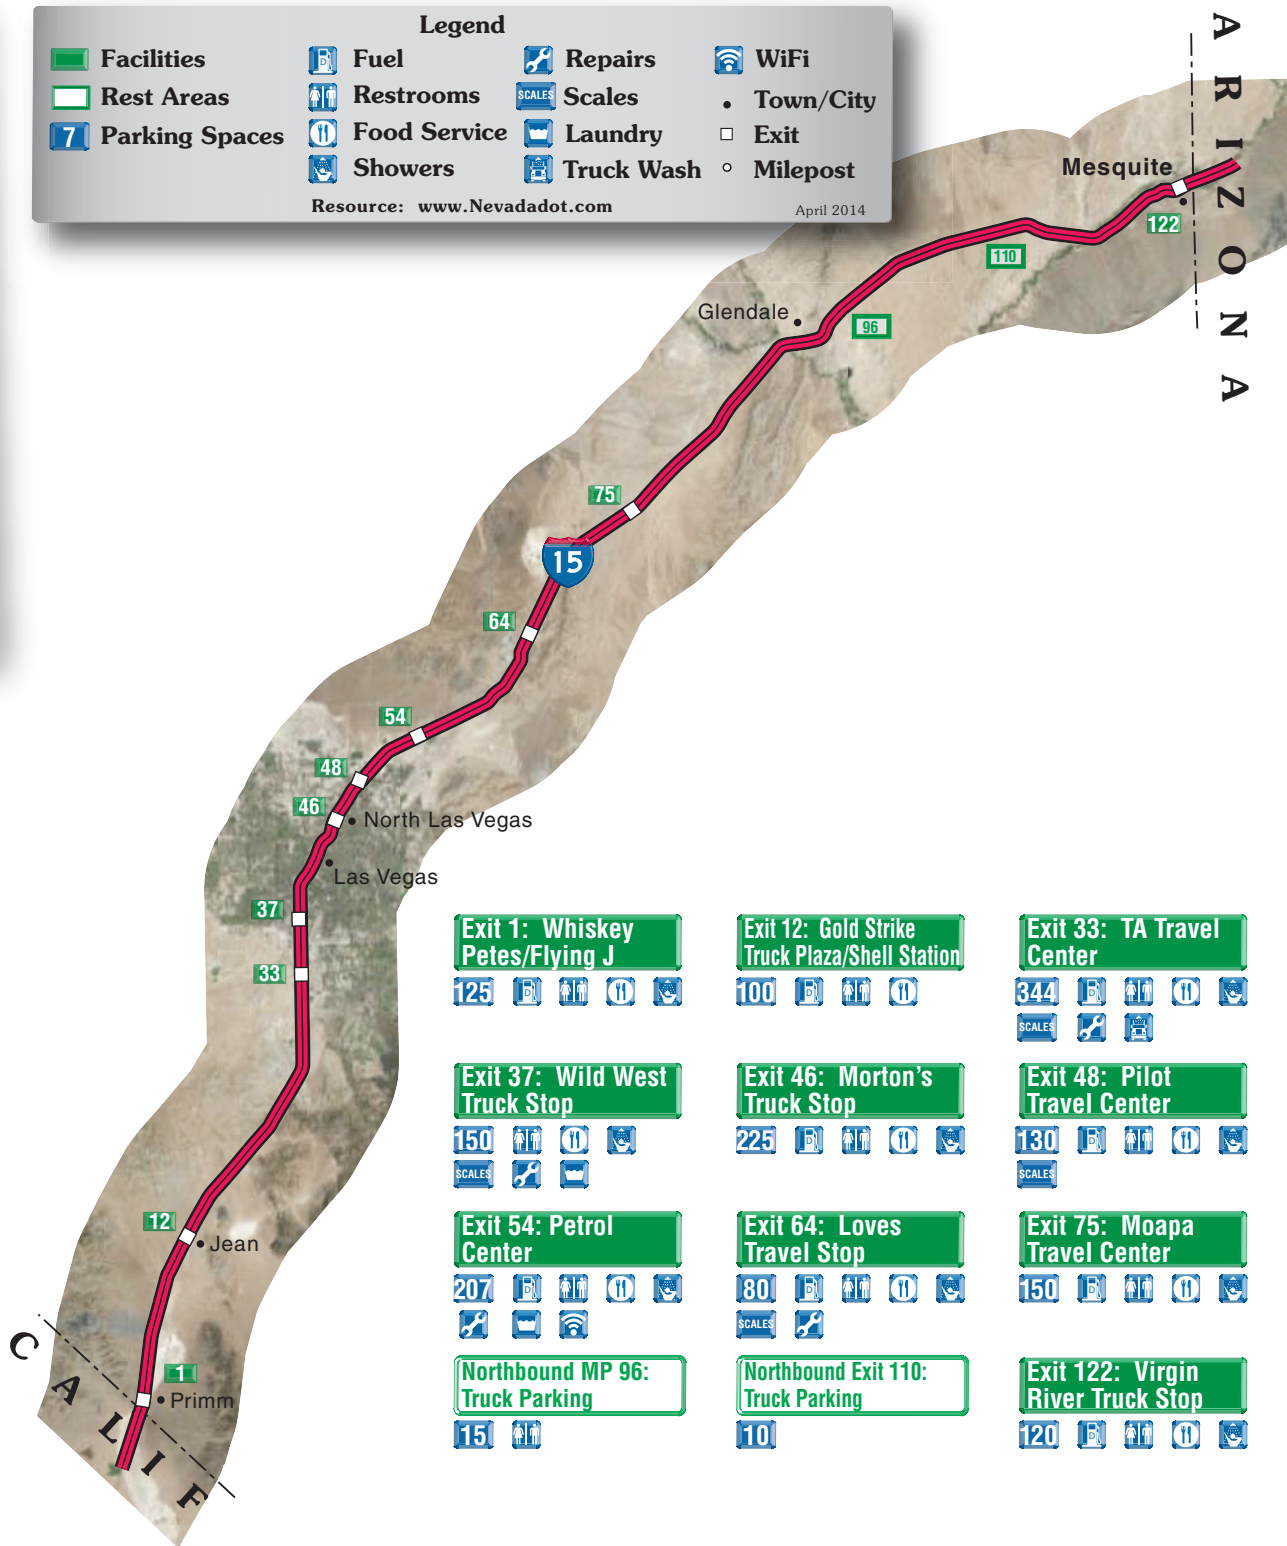 Legend
Facilities
Rest Areas
7 Parking Spaces
Fuel
Restrooms
Food Service
Showers
Repairs
SCALES Scales
Laundry
Truck Wash
WiFi
Town/City
Exit
Milepost
Resource: www.Nevadadot.com
April 2014
ARIZONA
Mesquite
122
110
Glendale
96
75
15
64
54
48
46
North Las Vegas
Las Vegas
37
33
12
Jean
1
Primm
CALIF
Exit 1: Whiskey
Petes/Flying J
125
Exit 12: Gold Strike
Truck Plaza/Shell Station
100
Exit 33: TA Travel
Center
344
SCALES
Exit 37: Wild West
Truck Stop
150
SCALES
Exit 46: Morton's
Truck Stop
225
Exit 48: Pilot
Travel Center
130
SCALES
Exit 54: Petrol
Center
207
Exit 64: Loves
Travel Stop
80
SCALES
Exit 75: Moapa
Travel Center
150
Northbound MP 96:
Truck Parking
15
Northbound Exit 110:
Truck Parking
10
Exit 122: Virgin
River Truck Stop
120